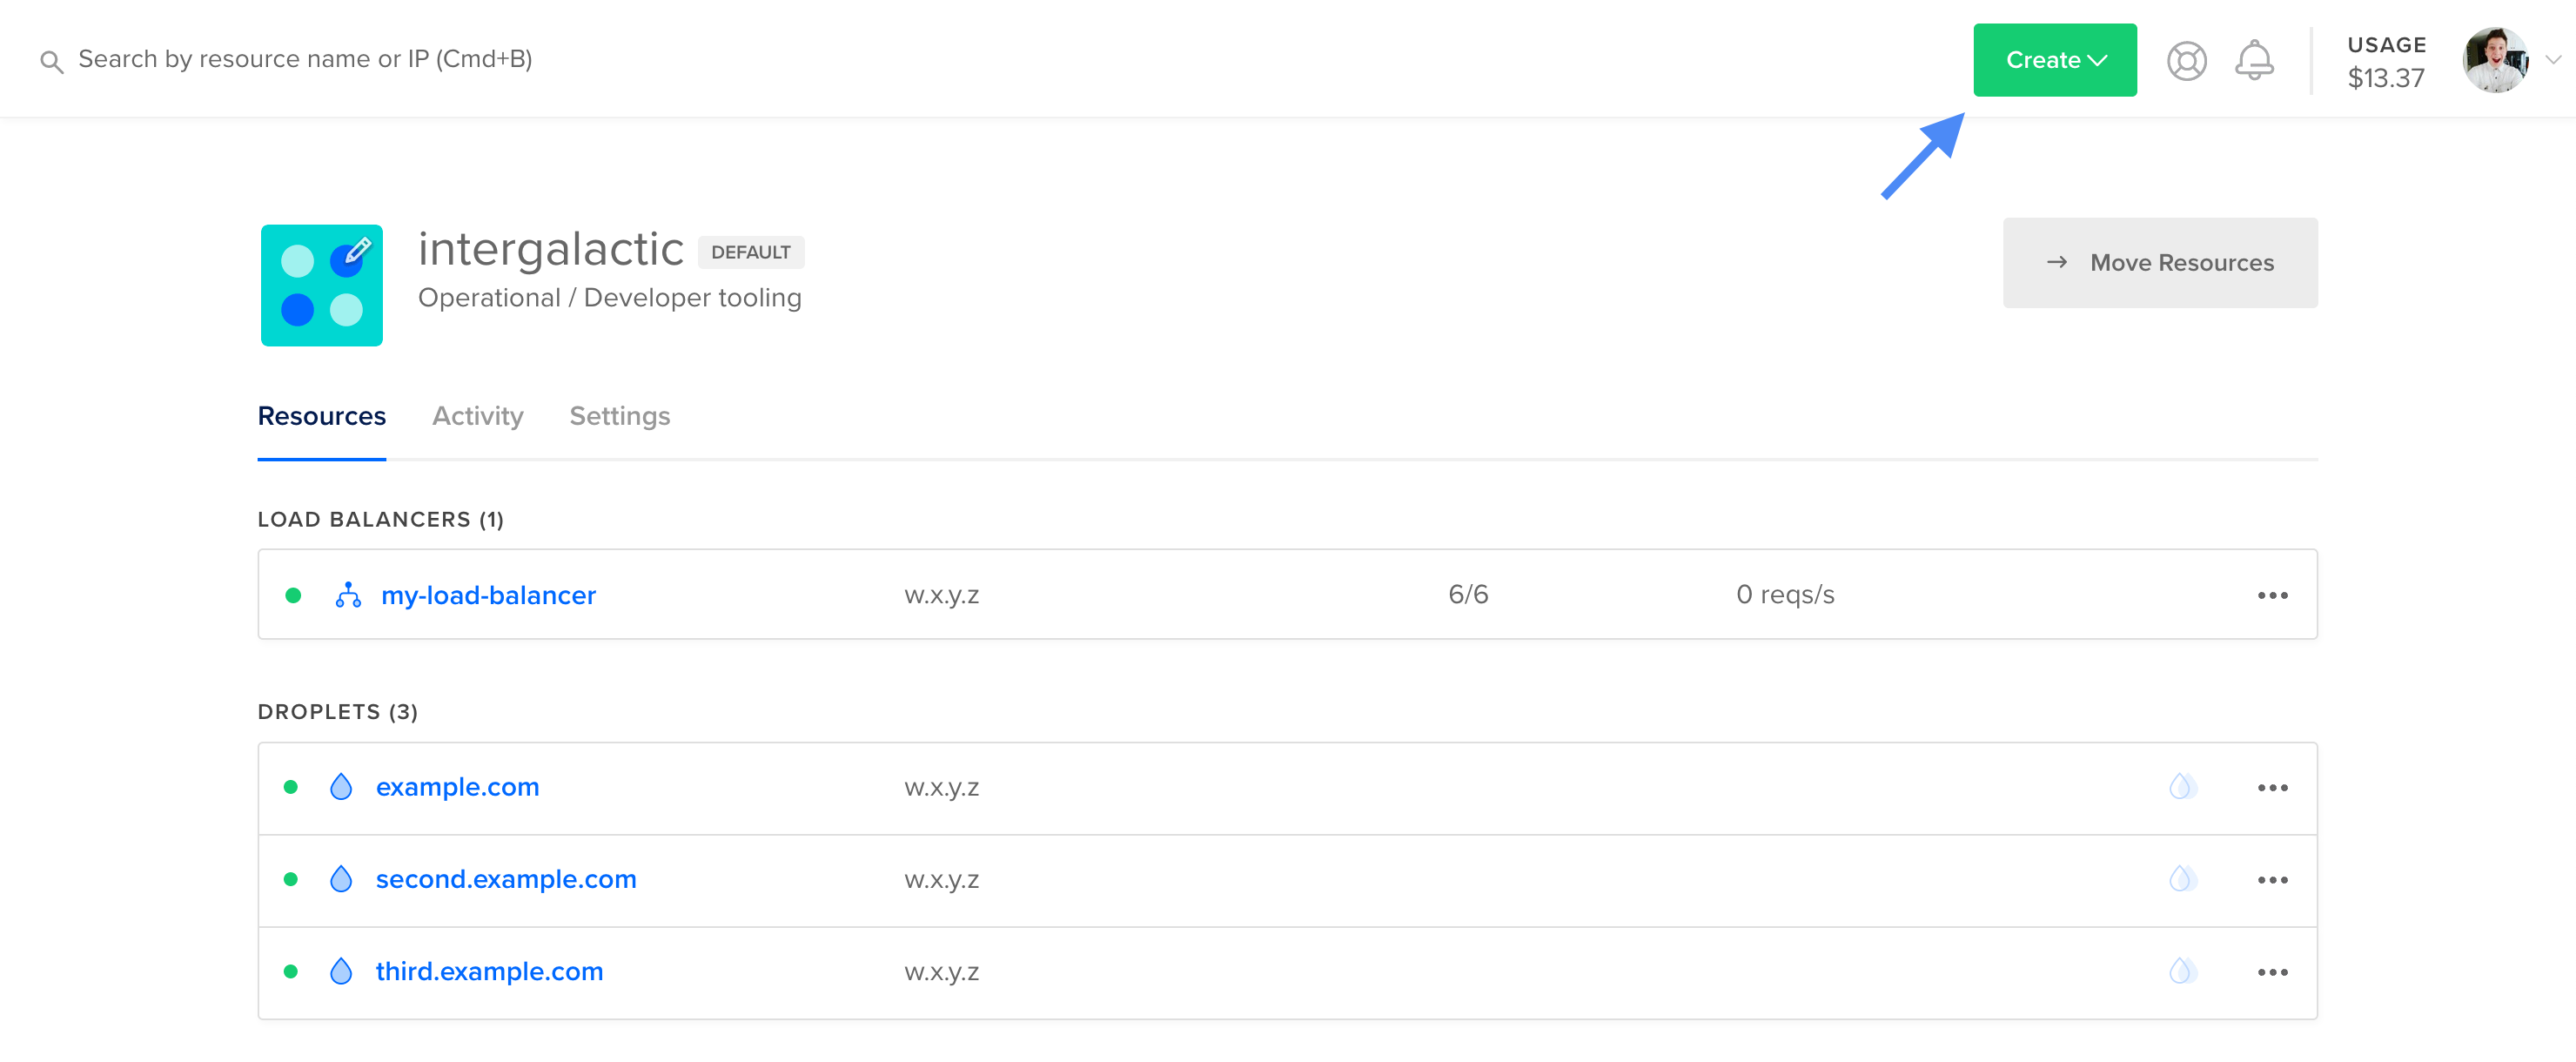 Search by resource name or IP (Cmd+B)
Create
USAGE
$13.37
intergalactic DEFAULT
Operational / Developer tooling
Move Resources
Resources Activity Settings
LOAD BALANCERS (1)
my-load-balancer w.x.y.z 6/6 0 reqs/s
DROPLETS (3)
example.com w.x.y.z
second.example.com w.x.y.z
third.example.com w.x.y.z